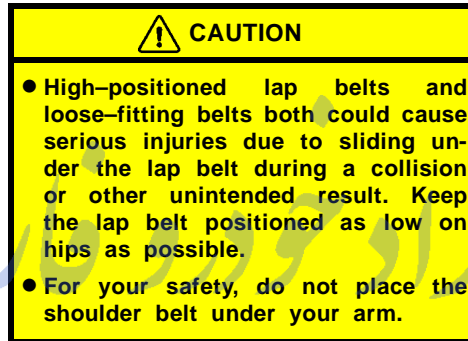 CAUTION
● High–positioned lap belts and
loose–fitting belts both could cause
serious injuries due to sliding un-
der the lap belt during a collision
or other unintended result. Keep
the lap belt positioned as low on
hips as possible.
● For your safety, do not place the
shoulder belt under your arm.